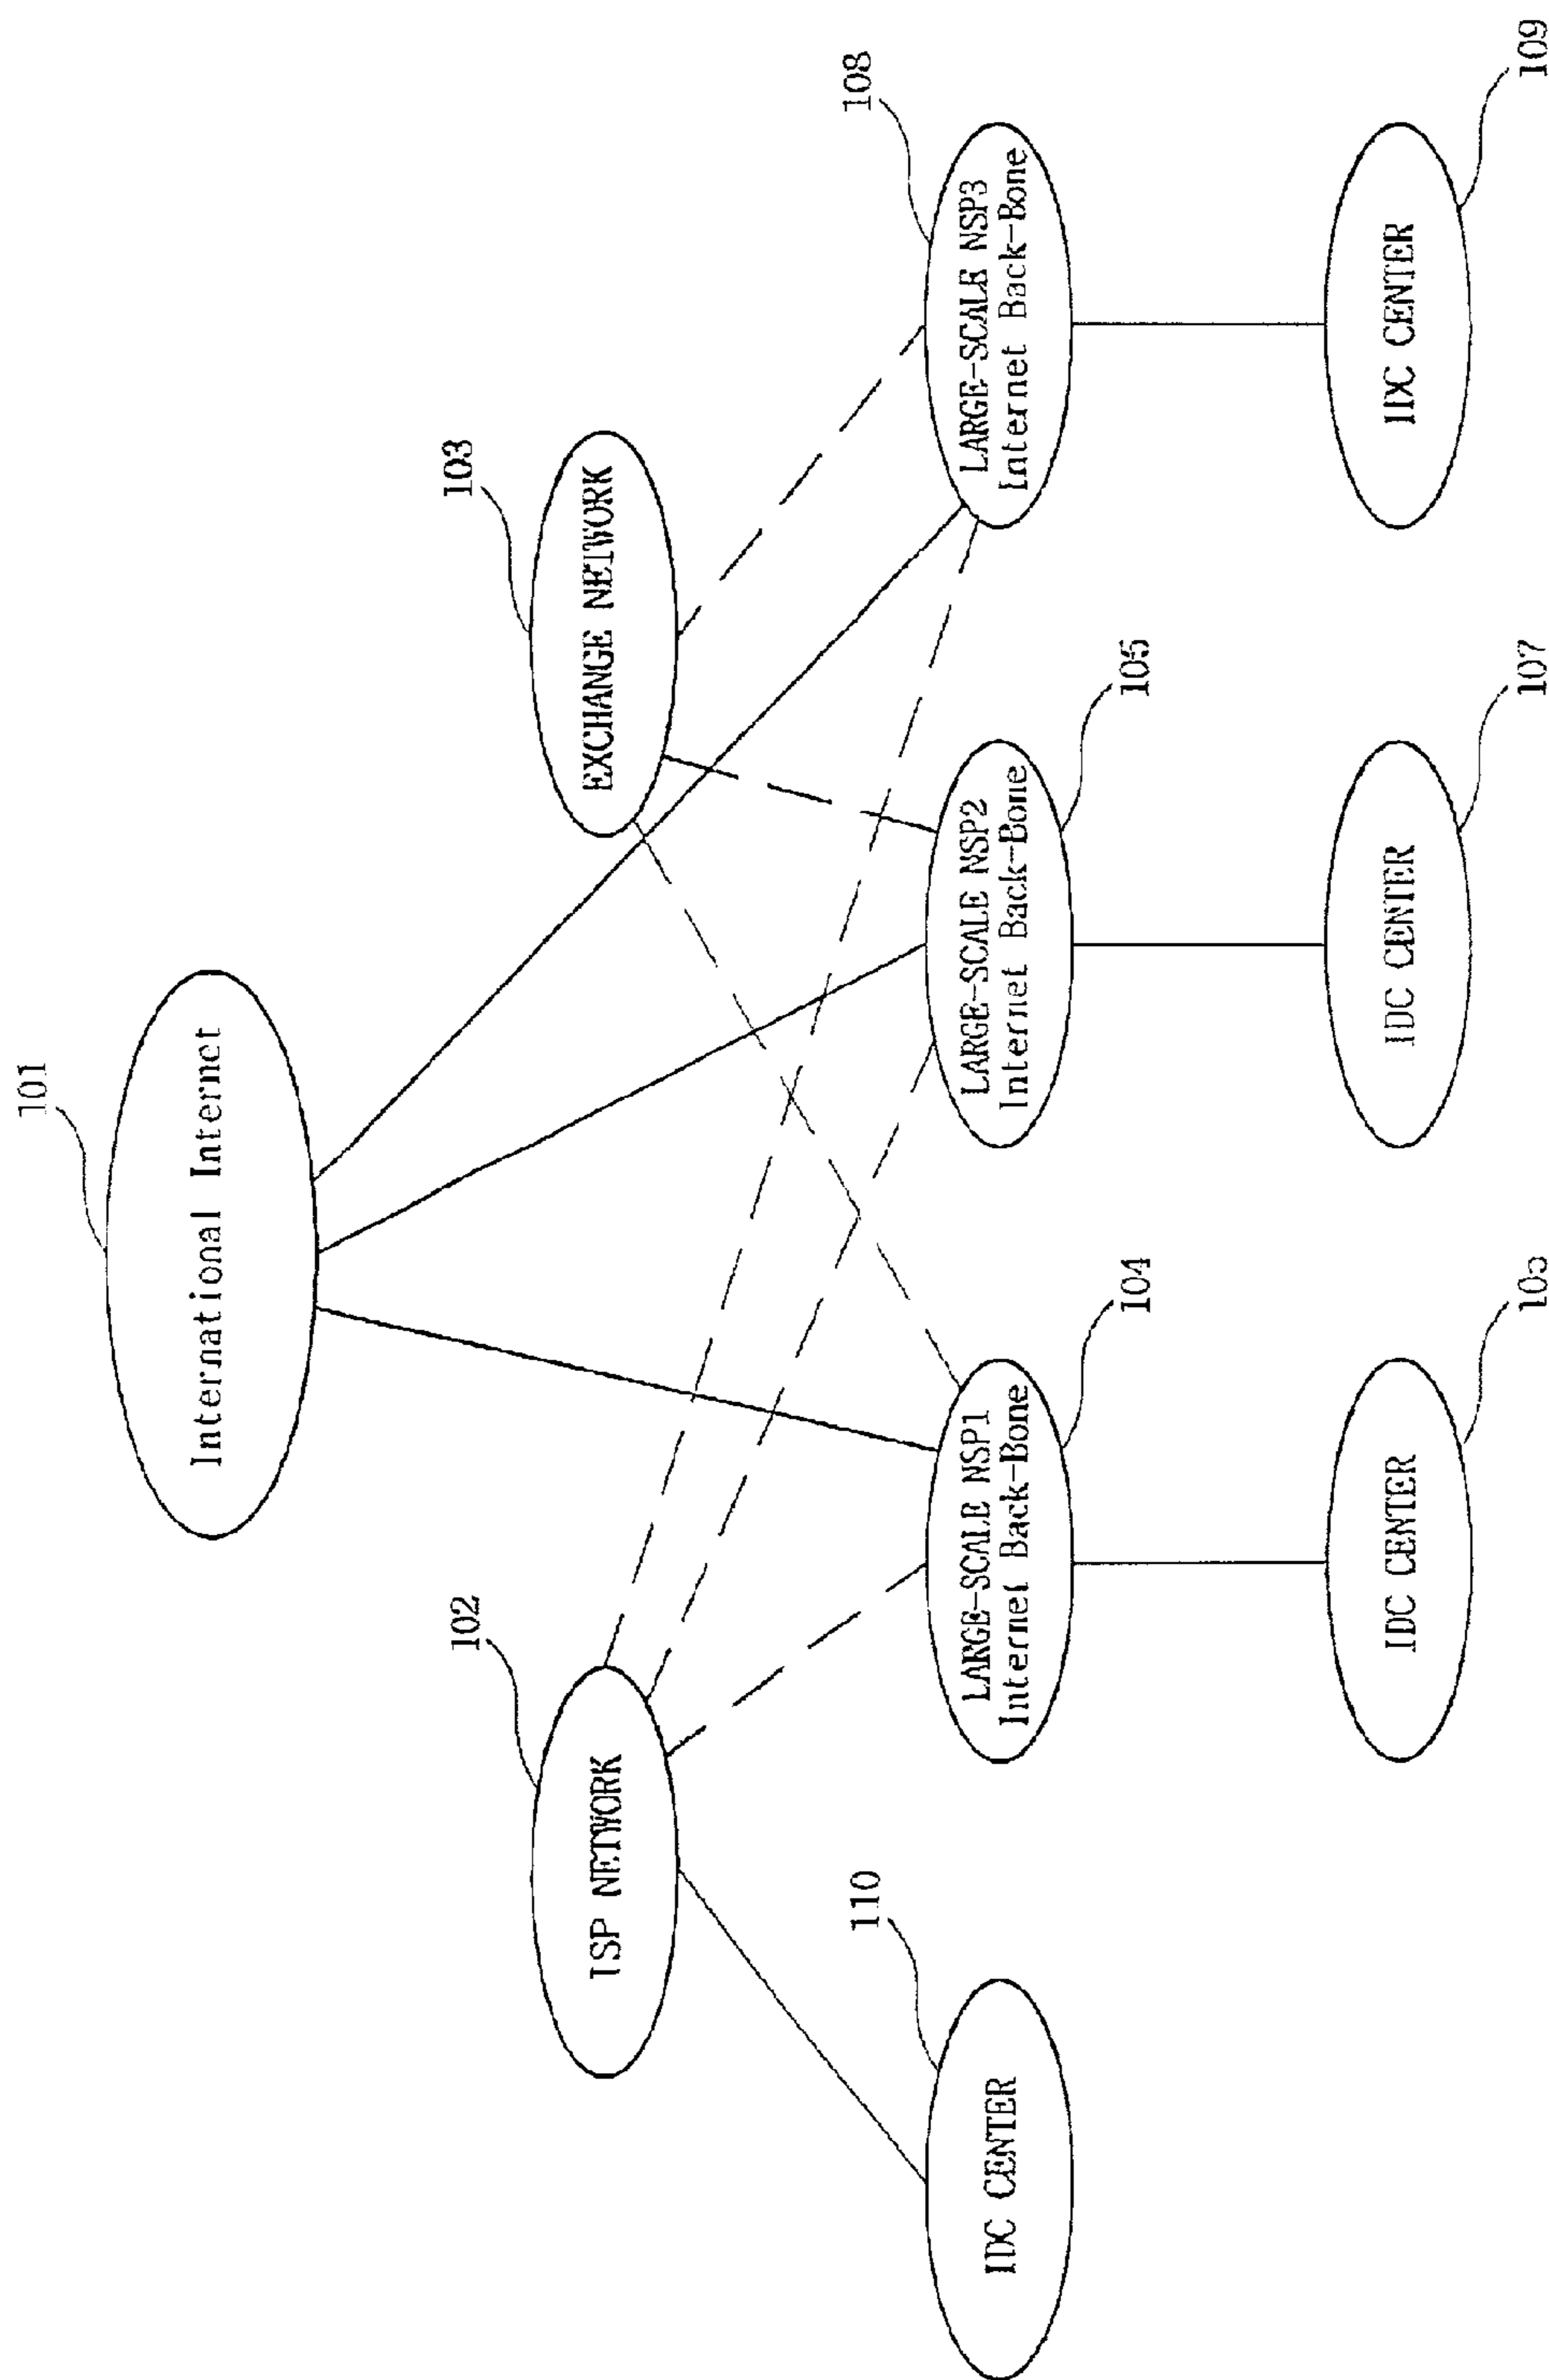 101
International Internet
102
ISP NETWORK
103
EXCHANGE NETWORK
110
IDC CENTER
LARGE-SCALE NSP1
Internet Back-Bone
104
LARGE-SCALE NSP2
Internet Back-Bone
106
LARGE-SCALE NSP3
Internet Back-Bone
108
IDC CENTER
105
IDC CENTER
107
IDC CENTER
109